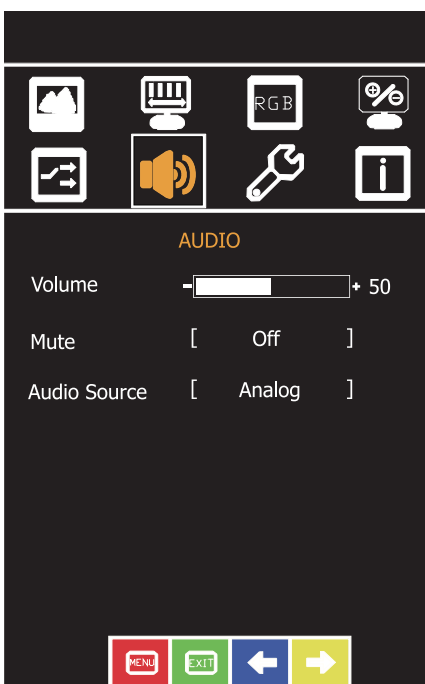 RGB
i
AUDIO
Volume - + 50
Mute [ Off ]
Audio Source [ Analog ]
MENU EXIT